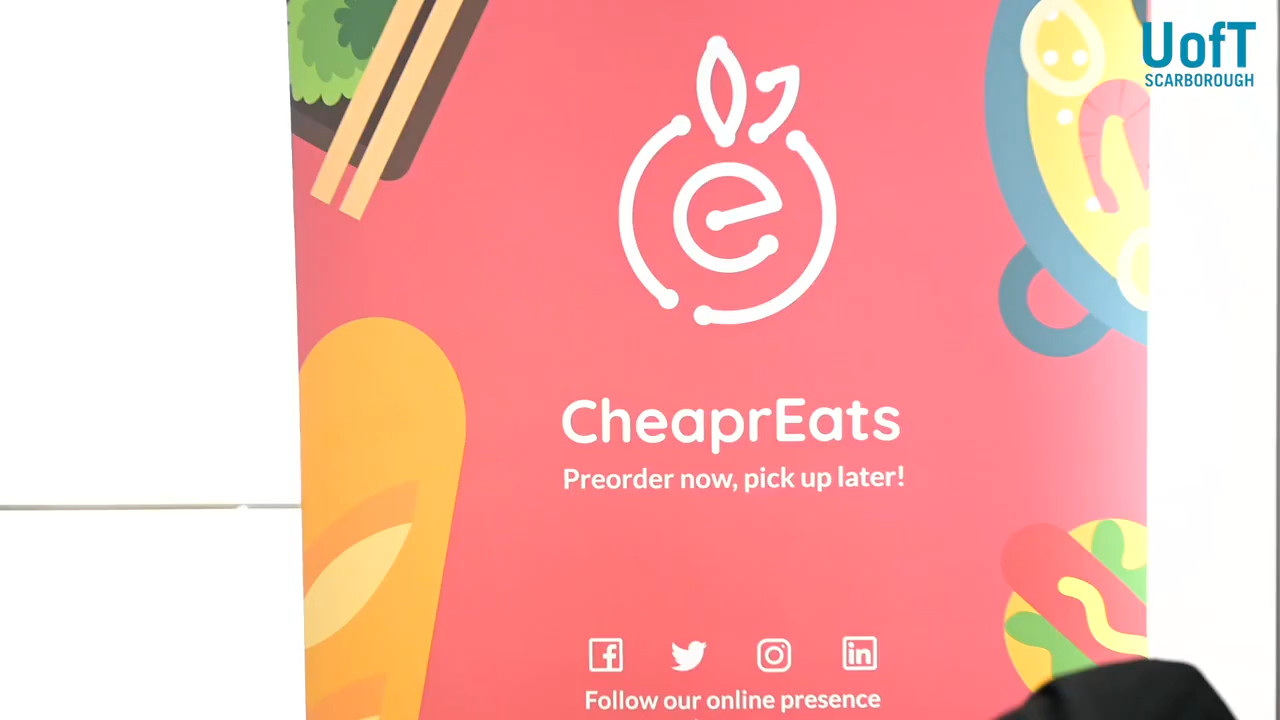 UofT
SCARBOROUGH
CheaprEats
Preorder now, pick up later!
Follow our online presence